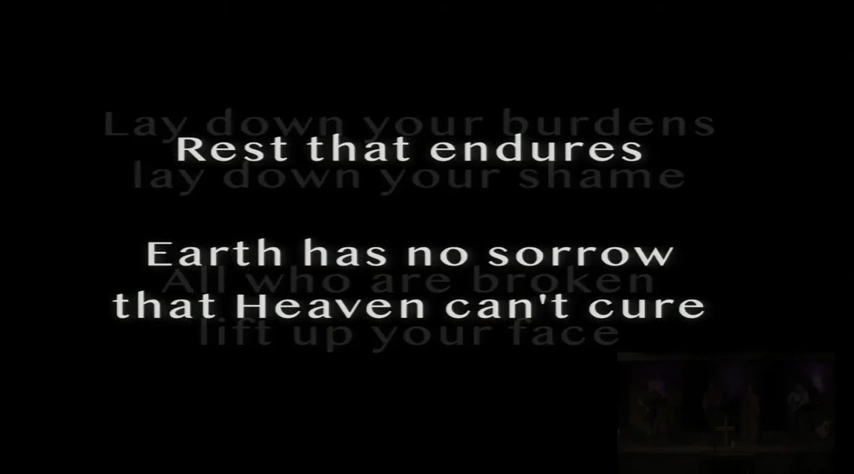 Lay down your burdens
Rest that endures
lay down your shame
Earth has no sorrow
All who are broken
that Heaven can't cure
lift up your face